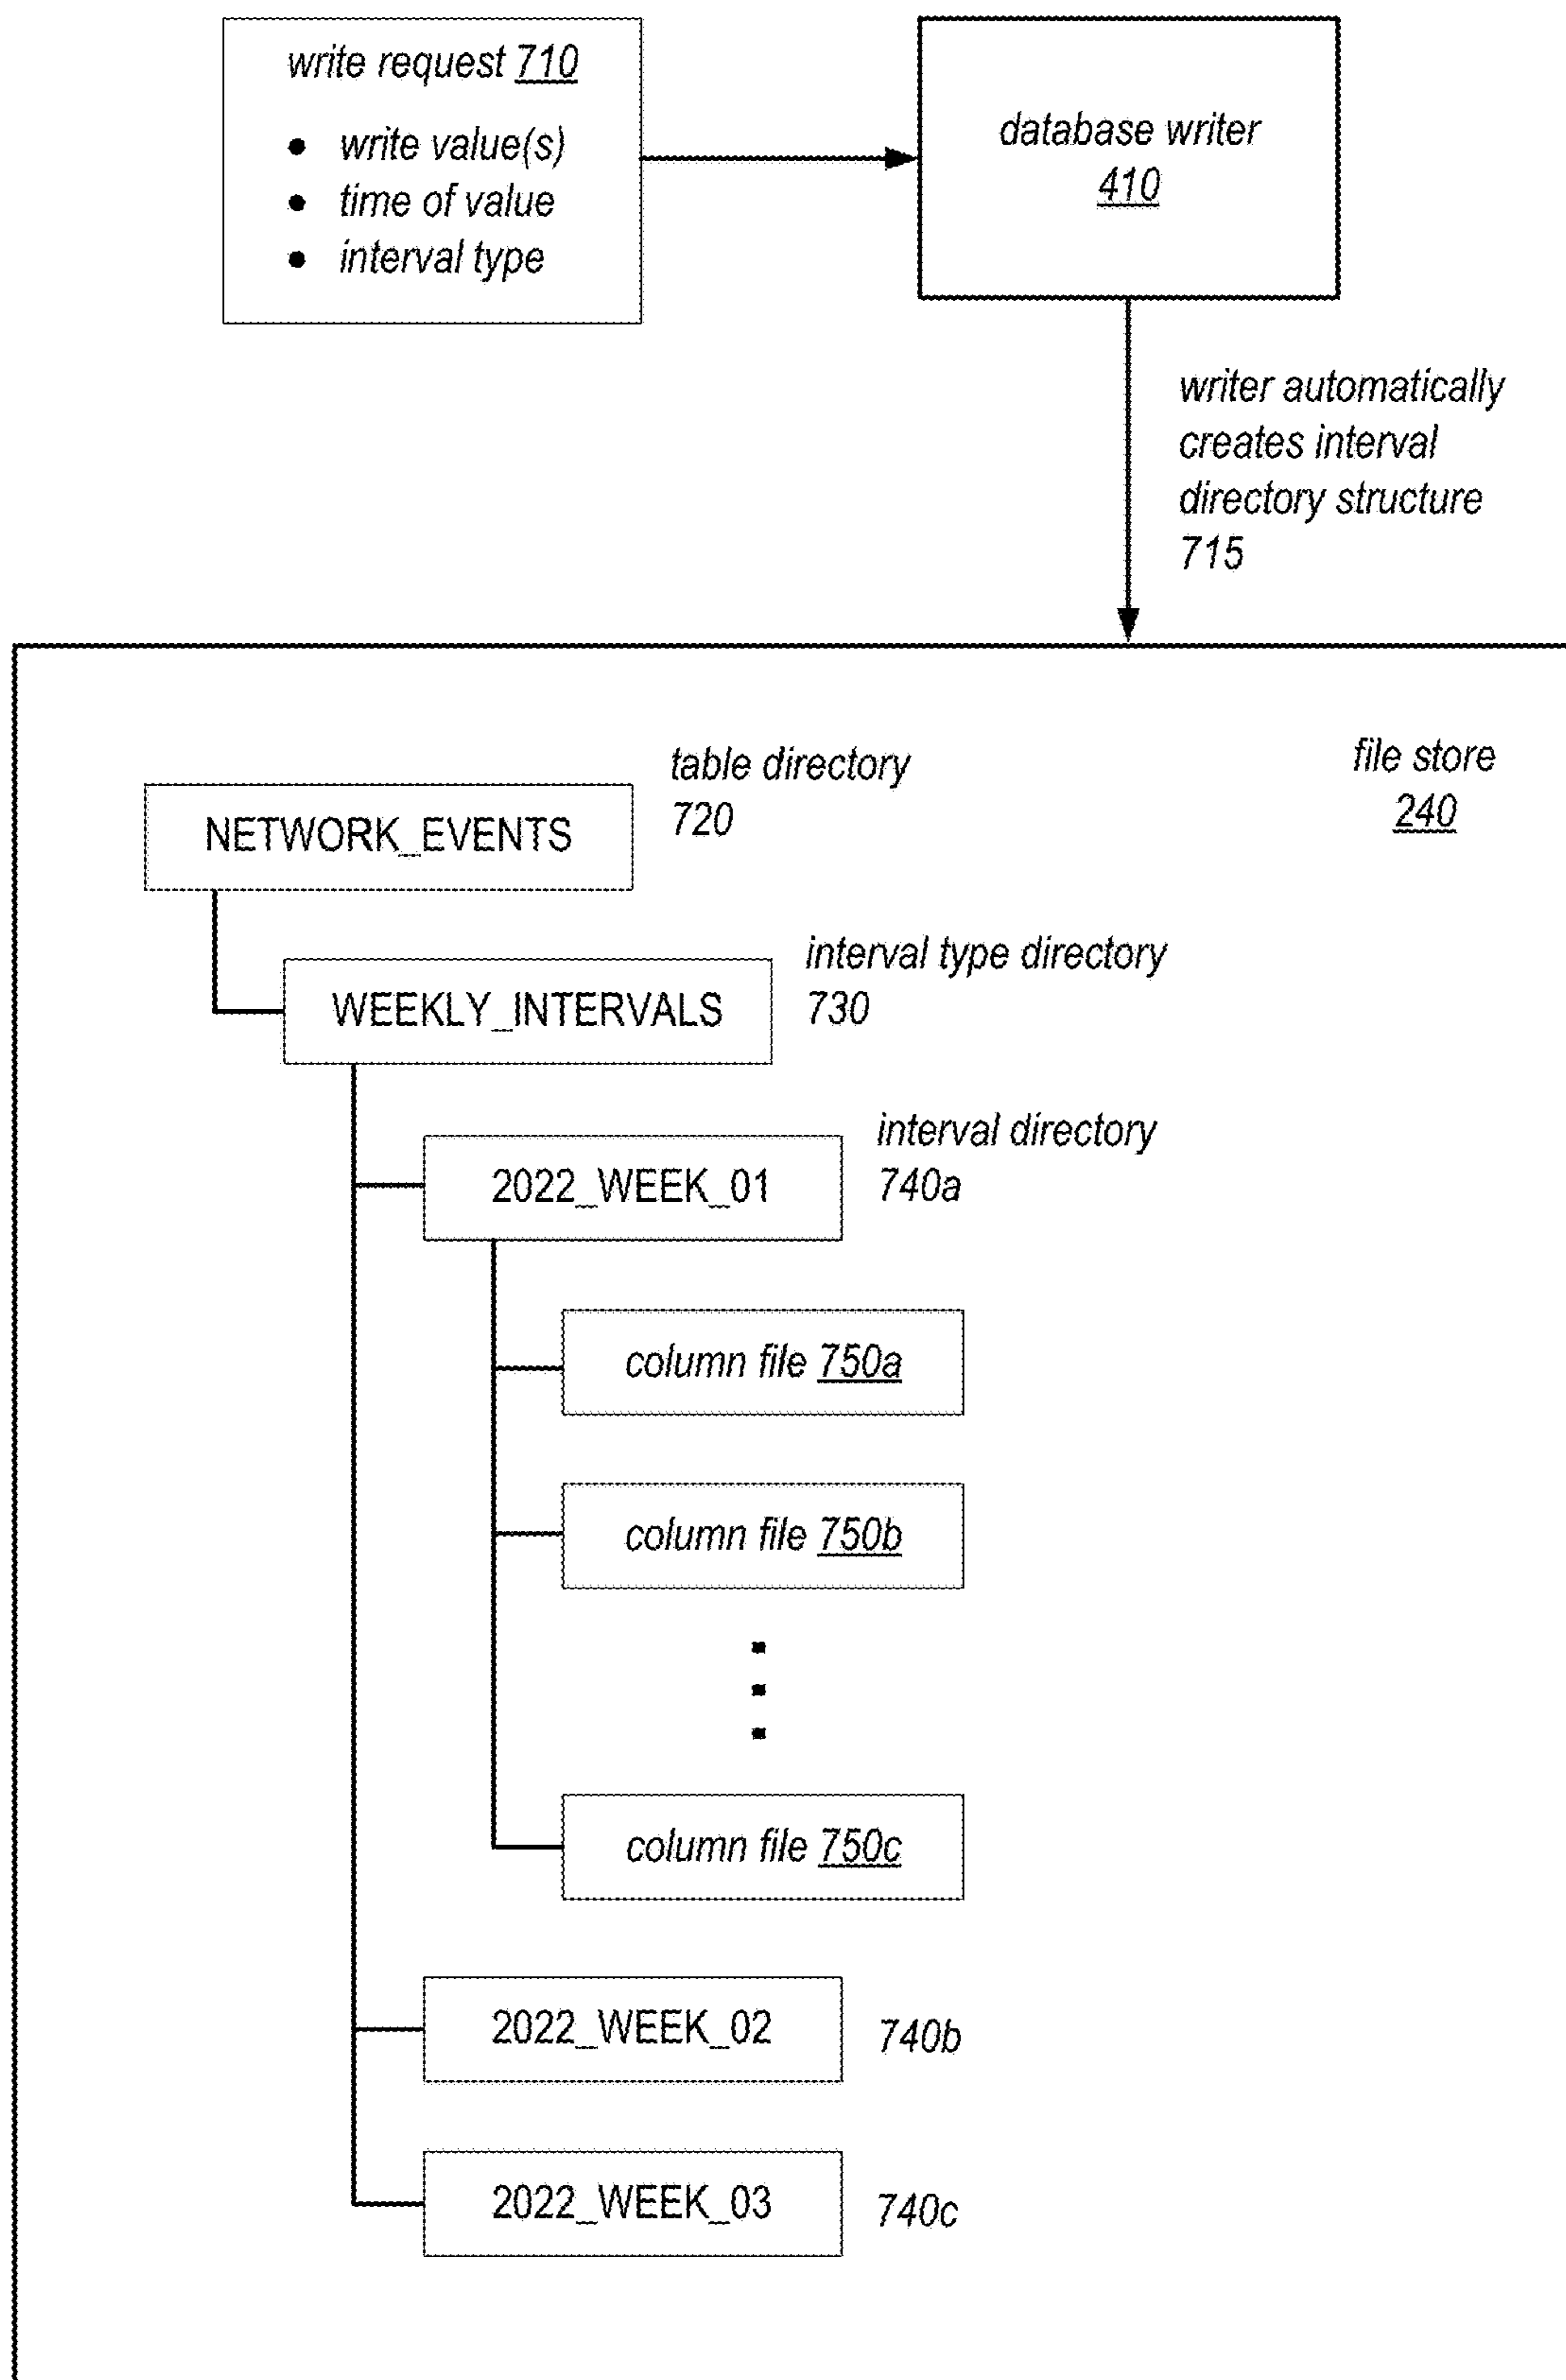 write request 710
• write value(s)
• time of value
• interval type
database writer
410
writer automatically
creates interval
directory structure
715
file store
240
table directory
720
NETWORK_EVENTS
interval type directory
730
WEEKLY_INTERVALS
interval directory
740a
2022_WEEK_01
column file 750a
column file 750b
column file 750c
2022_WEEK_02
740b
2022_WEEK_03
740c